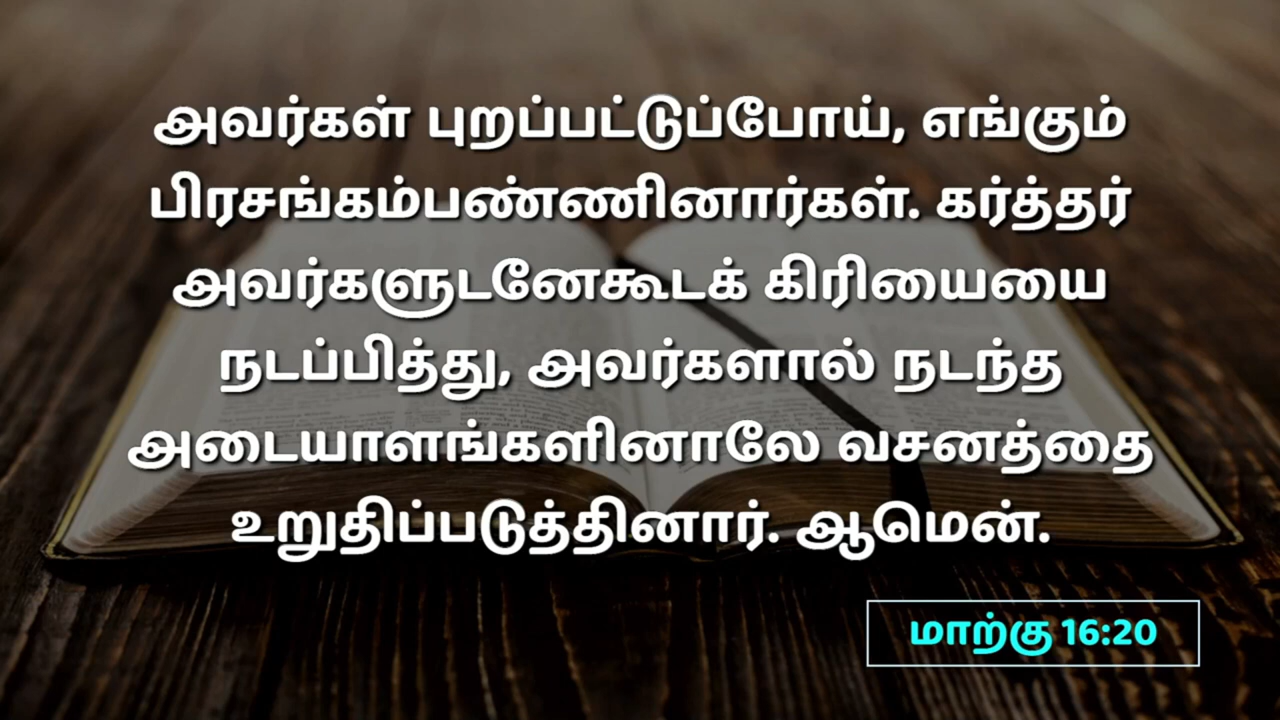 அவர்கள் புறப்பட்டுப்போய், எங்கும்
பிரசங்கம்பண்ணினார்கள். கர்த்தர்
அவர்களுடனேகூடக் கிரியையை
நடப்பித்து, அவர்களால் நடந்த
அடையாளங்களினாலே வசனத்தை
உறுதிப்படுத்தினார். ஆமென்.
மாற்கு 16:20